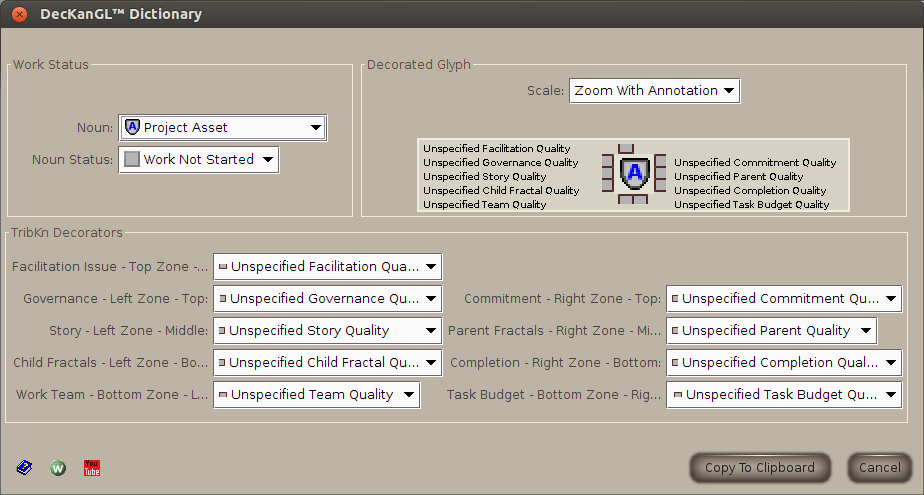 DecKanGL™ Dictionary
Work Status
Noun:
A Project Asset
Noun Status:
Work Not Started
Decorated Glyph
Scale:
Zoom With Annotation
Unspecified Facilitation Quality
Unspecified Governance Quality
Unspecified Story Quality
Unspecified Child Fractal Quality
Unspecified Team Quality
A
Unspecified Commitment Quality
Unspecified Parent Quality
Unspecified Completion Quality
Unspecified Task Budget Quality
TribKn Decorators
Facilitation Issue - Top Zone -...
Unspecified Facilitation Qua...
Governance - Left Zone - Top:
Unspecified Governance Qu...
Commitment - Right Zone - Top:
Unspecified Commitment Qu...
Story - Left Zone - Middle:
Unspecified Story Quality
Parent Fractals - Right Zone - Mi...
Unspecified Parent Quality
Child Fractals - Left Zone - Bo...
Unspecified Child Fractal Qu...
Completion - Right Zone - Bottom:
Unspecified Completion Qual...
Work Team - Bottom Zone - L...
Unspecified Team Quality
Task Budget - Bottom Zone - Rig...
Unspecified Task Budget Qu...
W
You
Tube
Copy To Clipboard
Cancel